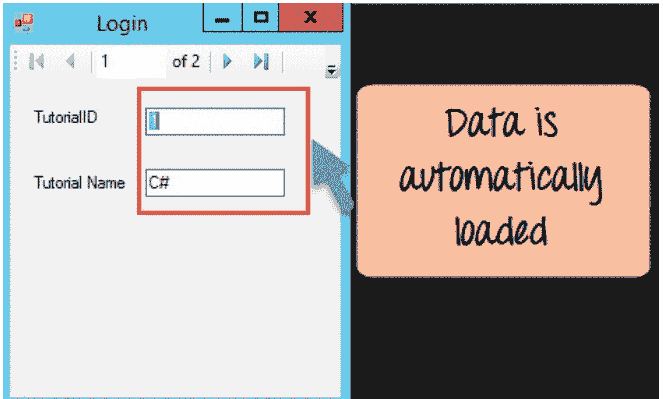 Login
1 of 2
TutorialID 1
Tutorial Name C#
Data is
automatically
loaded